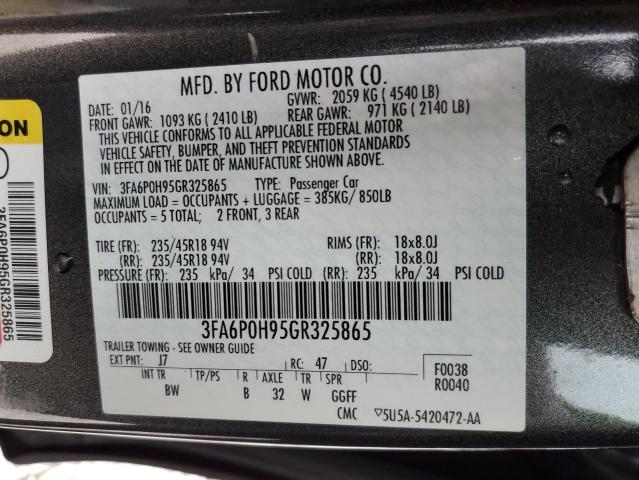 MFD. BY FORD MOTOR CO.
DATE: 01/16
GVWR: 2059 KG ( 4540 LB)
FRONT GAWR: 1093 KG ( 2410 LB)
REAR GAWR: 971 KG ( 2140 LB)
THIS VEHICLE CONFORMS TO ALL APPLICABLE FEDERAL MOTOR
VEHICLE SAFETY, BUMPER, AND THEFT PREVENTION STANDARDS
IN EFFECT ON THE DATE OF MANUFACTURE SHOWN ABOVE.
VIN: 3FA6P0H95GR325865 TYPE: Passenger Car
MAXIMUM LOAD = OCCUPANTS + LUGGAGE = 385KG/ 850LB
OCCUPANTS = 5 TOTAL; 2 FRONT, 3 REAR
TIRE (FR): 235/45R18 94V RIMS (FR): 18x8.0J
(RR): 235/45R18 94V (RR): 18x8.0J
PRESSURE (FR): 235 kPa/ 34 PSI COLD (RR): 235 kPa/ 34 PSI COLD
3FA6P0H95GR325865
TRAILER TOWING - SEE OWNER GUIDE
EXT PNT: J7 RC: 47 DSO: F0038
INT TR TP/PS R AXLE TR SPR R0040
BW B 32 W GGFF
CMC ▽5U5A-5420472-AA
ION
3FA6P0H95GR325865